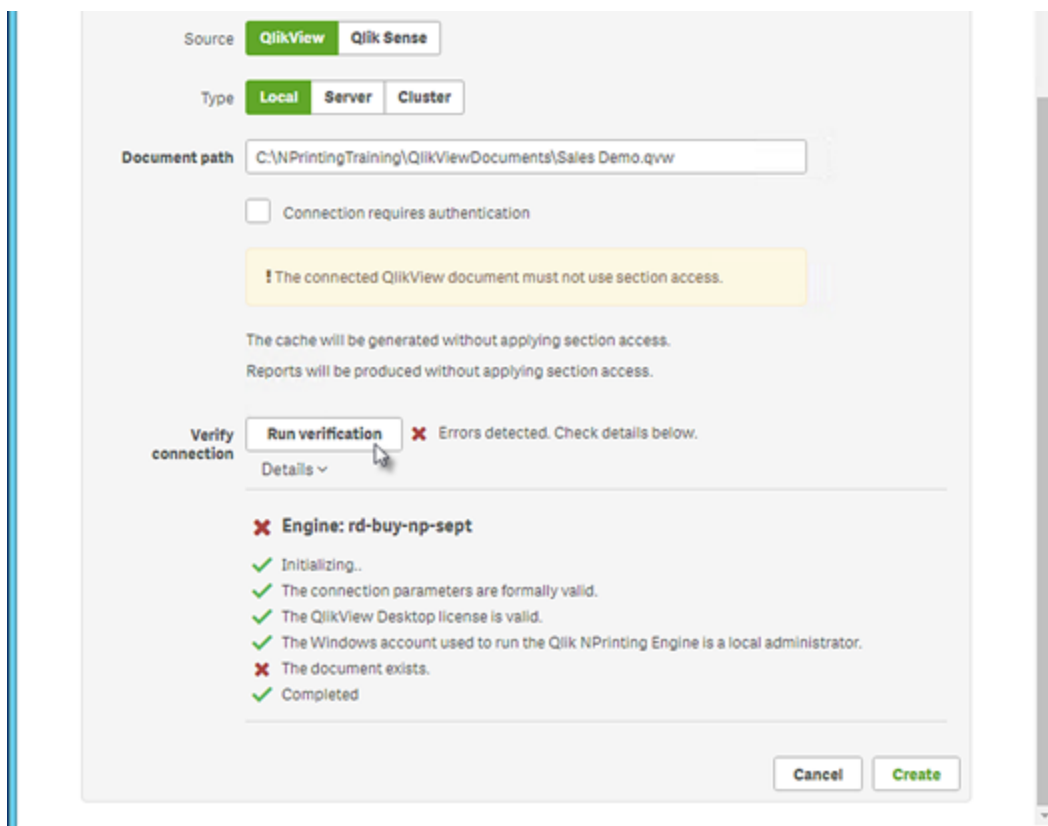 Source QlikView Qlik Sense
Type Local Server Cluster
Document path C:\NPrintingTraining\QlikViewDocuments\Sales Demo.qvw
Connection requires authentication
! The connected QlikView document must not use section access.
The cache will be generated without applying section access.
Reports will be produced without applying section access.
Verify connection Run verification Errors detected. Check details below.
Details
Engine: rd-buy-np-sept
Initializing..
The connection parameters are formally valid.
The QlikView Desktop license is valid.
The Windows account used to run the Qlik NPrinting Engine is a local administrator.
The document exists.
Completed
Cancel Create